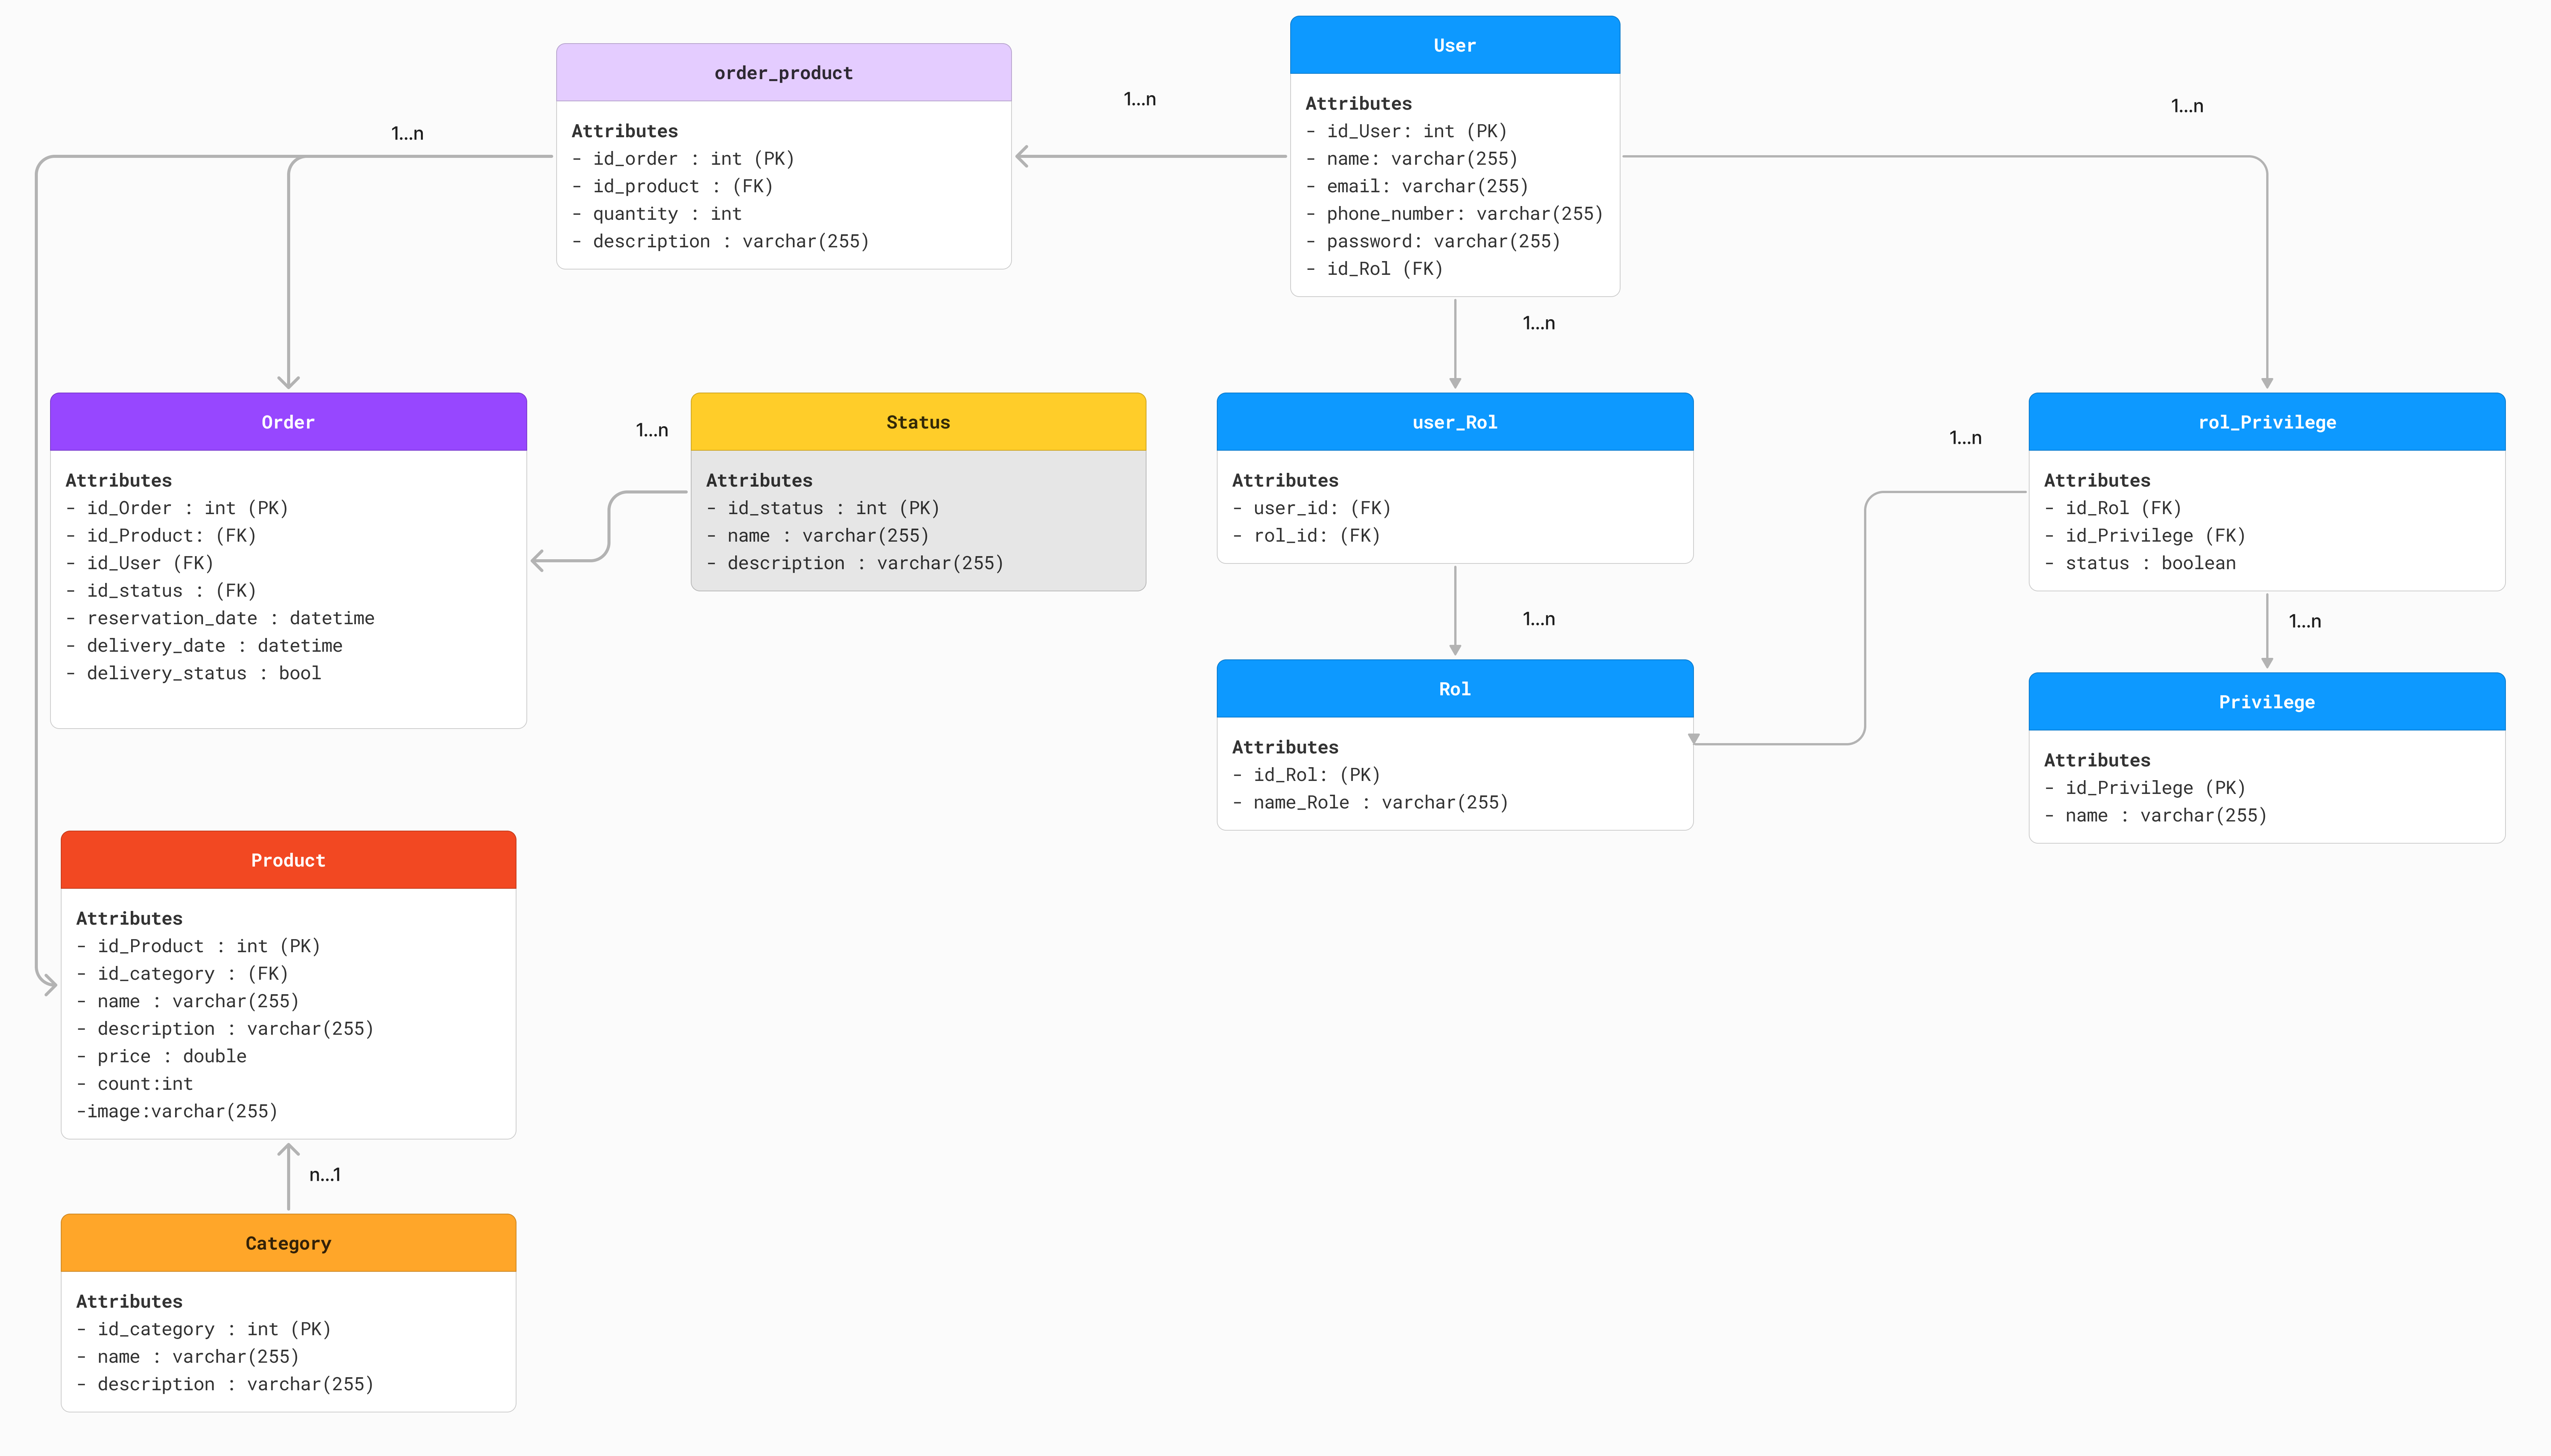 User
Attributes
- id_User: int (PK)
- name: varchar(255)
- email: varchar(255)
- phone_number: varchar(255)
- password: varchar(255)
- id_Rol (FK)
order_product
Attributes
- id_order : int (PK)
- id_product : (FK)
- quantity : int
- description : varchar(255)
1...n
1...n
1...n
1...n
Order
Attributes
- id_Order : int (PK)
- id_Product: (FK)
- id_User (FK)
- id_status : (FK)
- reservation_date : datetime
- delivery_date : datetime
- delivery_status : bool
1...n
Status
Attributes
- id_status : int (PK)
- name : varchar(255)
- description : varchar(255)
user_Rol
Attributes
- user_id: (FK)
- rol_id: (FK)
1...n
rol_Privilege
Attributes
- id_Rol (FK)
- id_Privilege (FK)
- status : boolean
1...n
1...n
Rol
Attributes
- id_Rol: (PK)
- name_Role : varchar(255)
Privilege
Attributes
- id_Privilege (PK)
- name : varchar(255)
Product
Attributes
- id_Product : int (PK)
- id_category : (FK)
- name : varchar(255)
- description : varchar(255)
- price : double
- count:int
-image:varchar(255)
n...1
Category
Attributes
- id_category : int (PK)
- name : varchar(255)
- description : varchar(255)